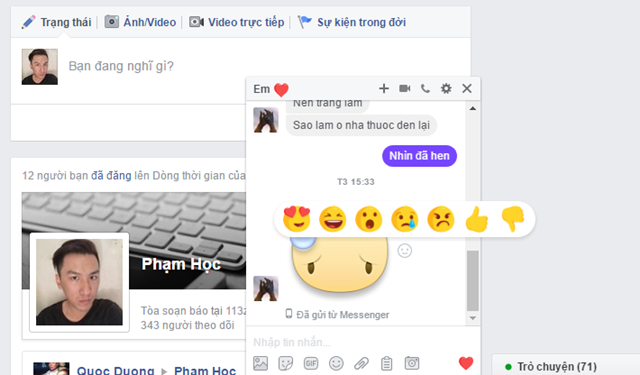 Trạng thái
Ảnh/Video
Video trực tiếp
Sự kiện trong đời
Bạn đang nghĩ gì?
Em
Nen trang lam
Sao lam o nha thuoc den lại
Nhìn đã hen
T3 15:33
12 người bạn đã đăng lên Dòng thời gian của
Phạm Học
Tòa soạn báo tại 113
343 người theo dõi
Đã gửi từ Messenger
Nhập tin nhắn...
GIF
Quoc Duong ▸ Phạm Học
Trò chuyện (71)